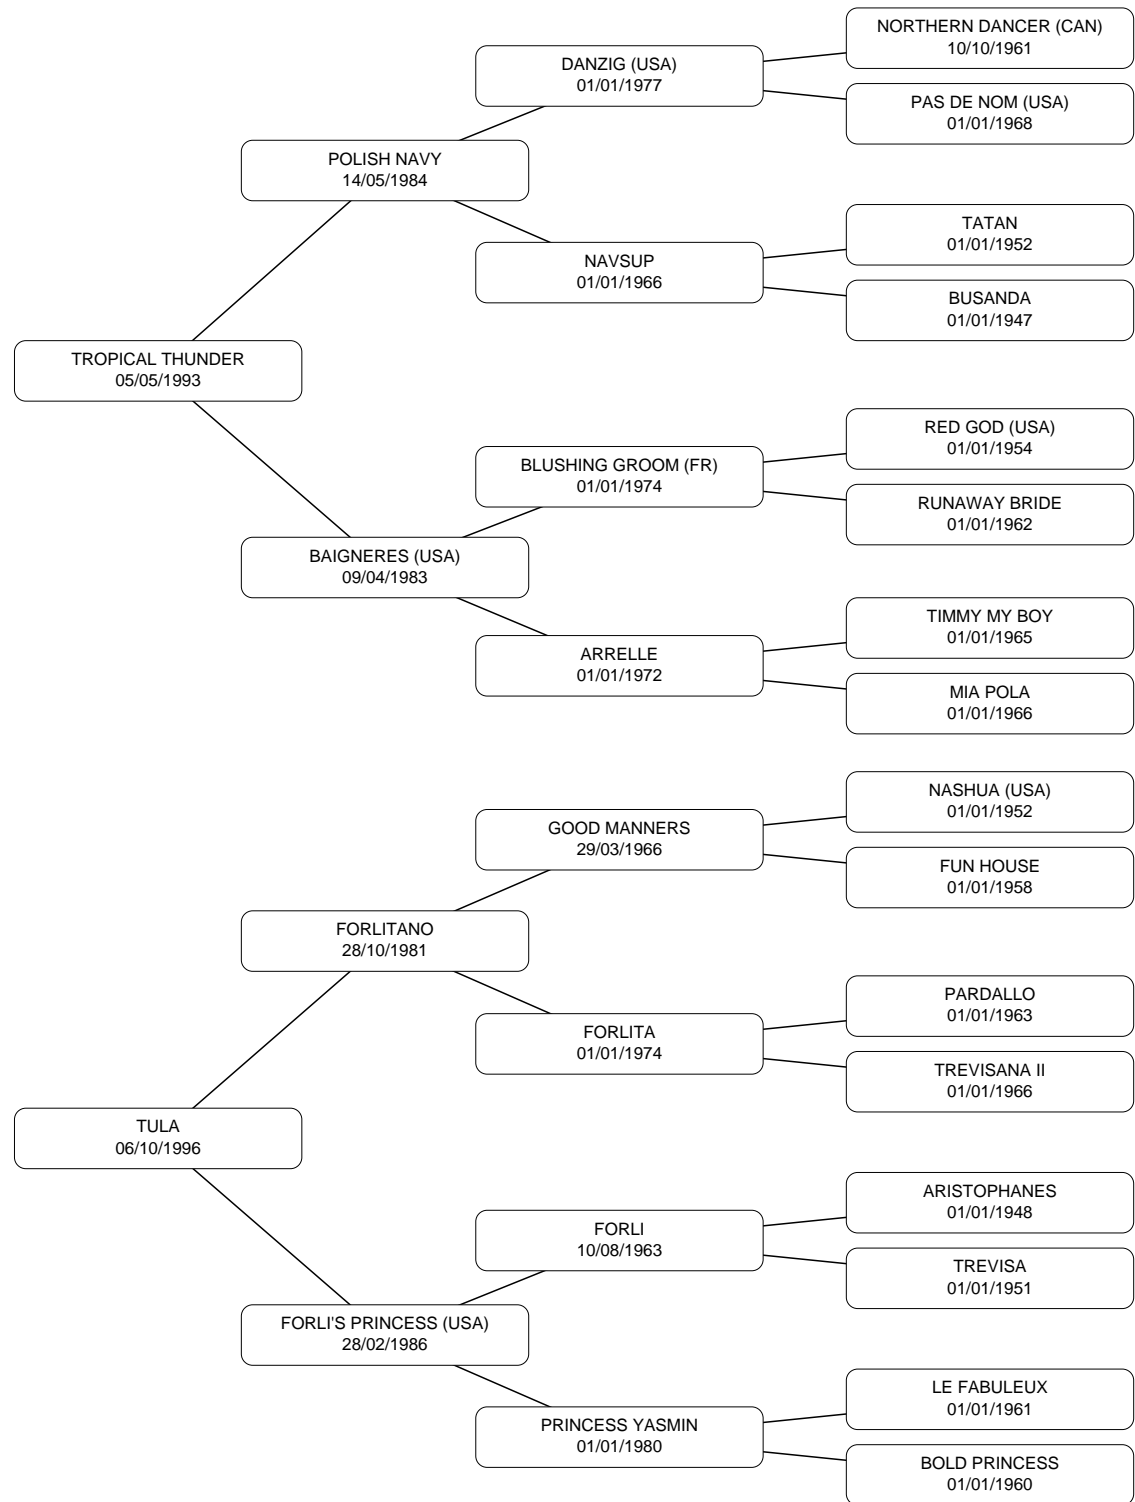 NORTHERN DANCER (CAN)
10/10/1961
DANZIG (USA)
01/01/1977
PAS DE NOM (USA)
01/01/1968
POLISH NAVY
14/05/1984
TATAN
01/01/1952
NAVSUP
01/01/1966
BUSANDA
01/01/1947
TROPICAL THUNDER
05/05/1993
RED GOD (USA)
01/01/1954
BLUSHING GROOM (FR)
01/01/1974
RUNAWAY BRIDE
01/01/1962
BAIGNERES (USA)
09/04/1983
TIMMY MY BOY
01/01/1965
ARRELLE
01/01/1972
MIA POLA
01/01/1966
NASHUA (USA)
01/01/1952
GOOD MANNERS
29/03/1966
FUN HOUSE
01/01/1958
FORLITANO
28/10/1981
PARDALLO
01/01/1963
FORLITA
01/01/1974
TREVISANA II
01/01/1966
TULA
06/10/1996
ARISTOPHANES
01/01/1948
FORLI
10/08/1963
TREVISA
01/01/1951
FORLI'S PRINCESS (USA)
28/02/1986
LE FABULEUX
01/01/1961
PRINCESS YASMIN
01/01/1980
BOLD PRINCESS
01/01/1960